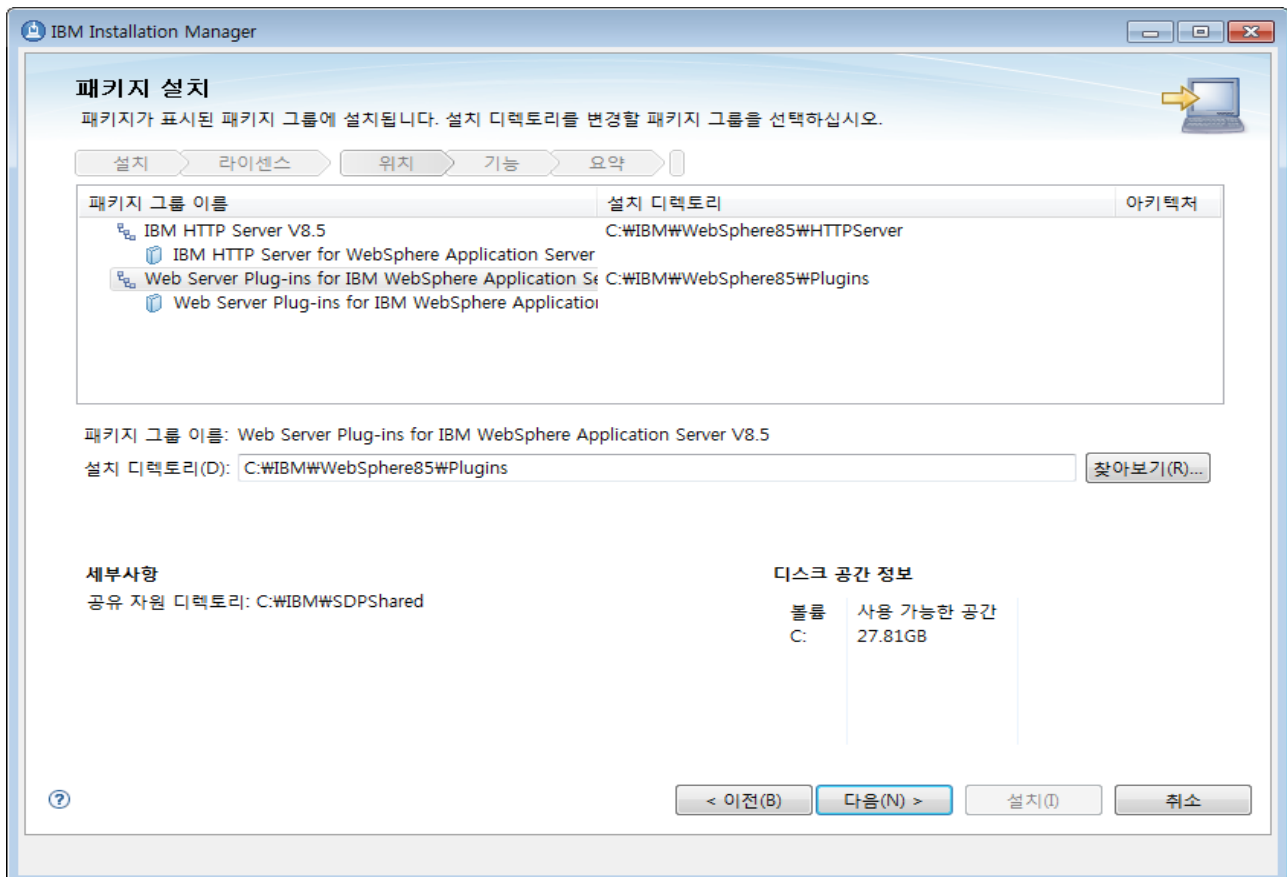 IBM Installation Manager
패키지 설치
패키지가 표시된 패키지 그룹에 설치됩니다. 설치 디렉토리를 변경할 패키지 그룹을 선택하십시오.
설치 라이센스 위치 기능 요약
패키지 그룹 이름 설치 디렉토리 아키텍처
IBM HTTP Server V8.5 C:₩IBM₩WebSphere85₩HTTPServer
IBM HTTP Server for WebSphere Application Server
Web Server Plug-ins for IBM WebSphere Application Se C:₩IBM₩WebSphere85₩Plugins
Web Server Plug-ins for IBM WebSphere Application
패키지 그룹 이름: Web Server Plug-ins for IBM WebSphere Application Server V8.5
설치 디렉토리(D): C:₩IBM₩WebSphere85₩Plugins 찾아보기(R)...
세부사항 디스크 공간 정보
공유 자원 디렉토리: C:₩IBM₩SDPShared
볼륨 사용 가능한 공간
C: 27.81GB
? < 이전(B) 다음(N) > 설치(I) 취소